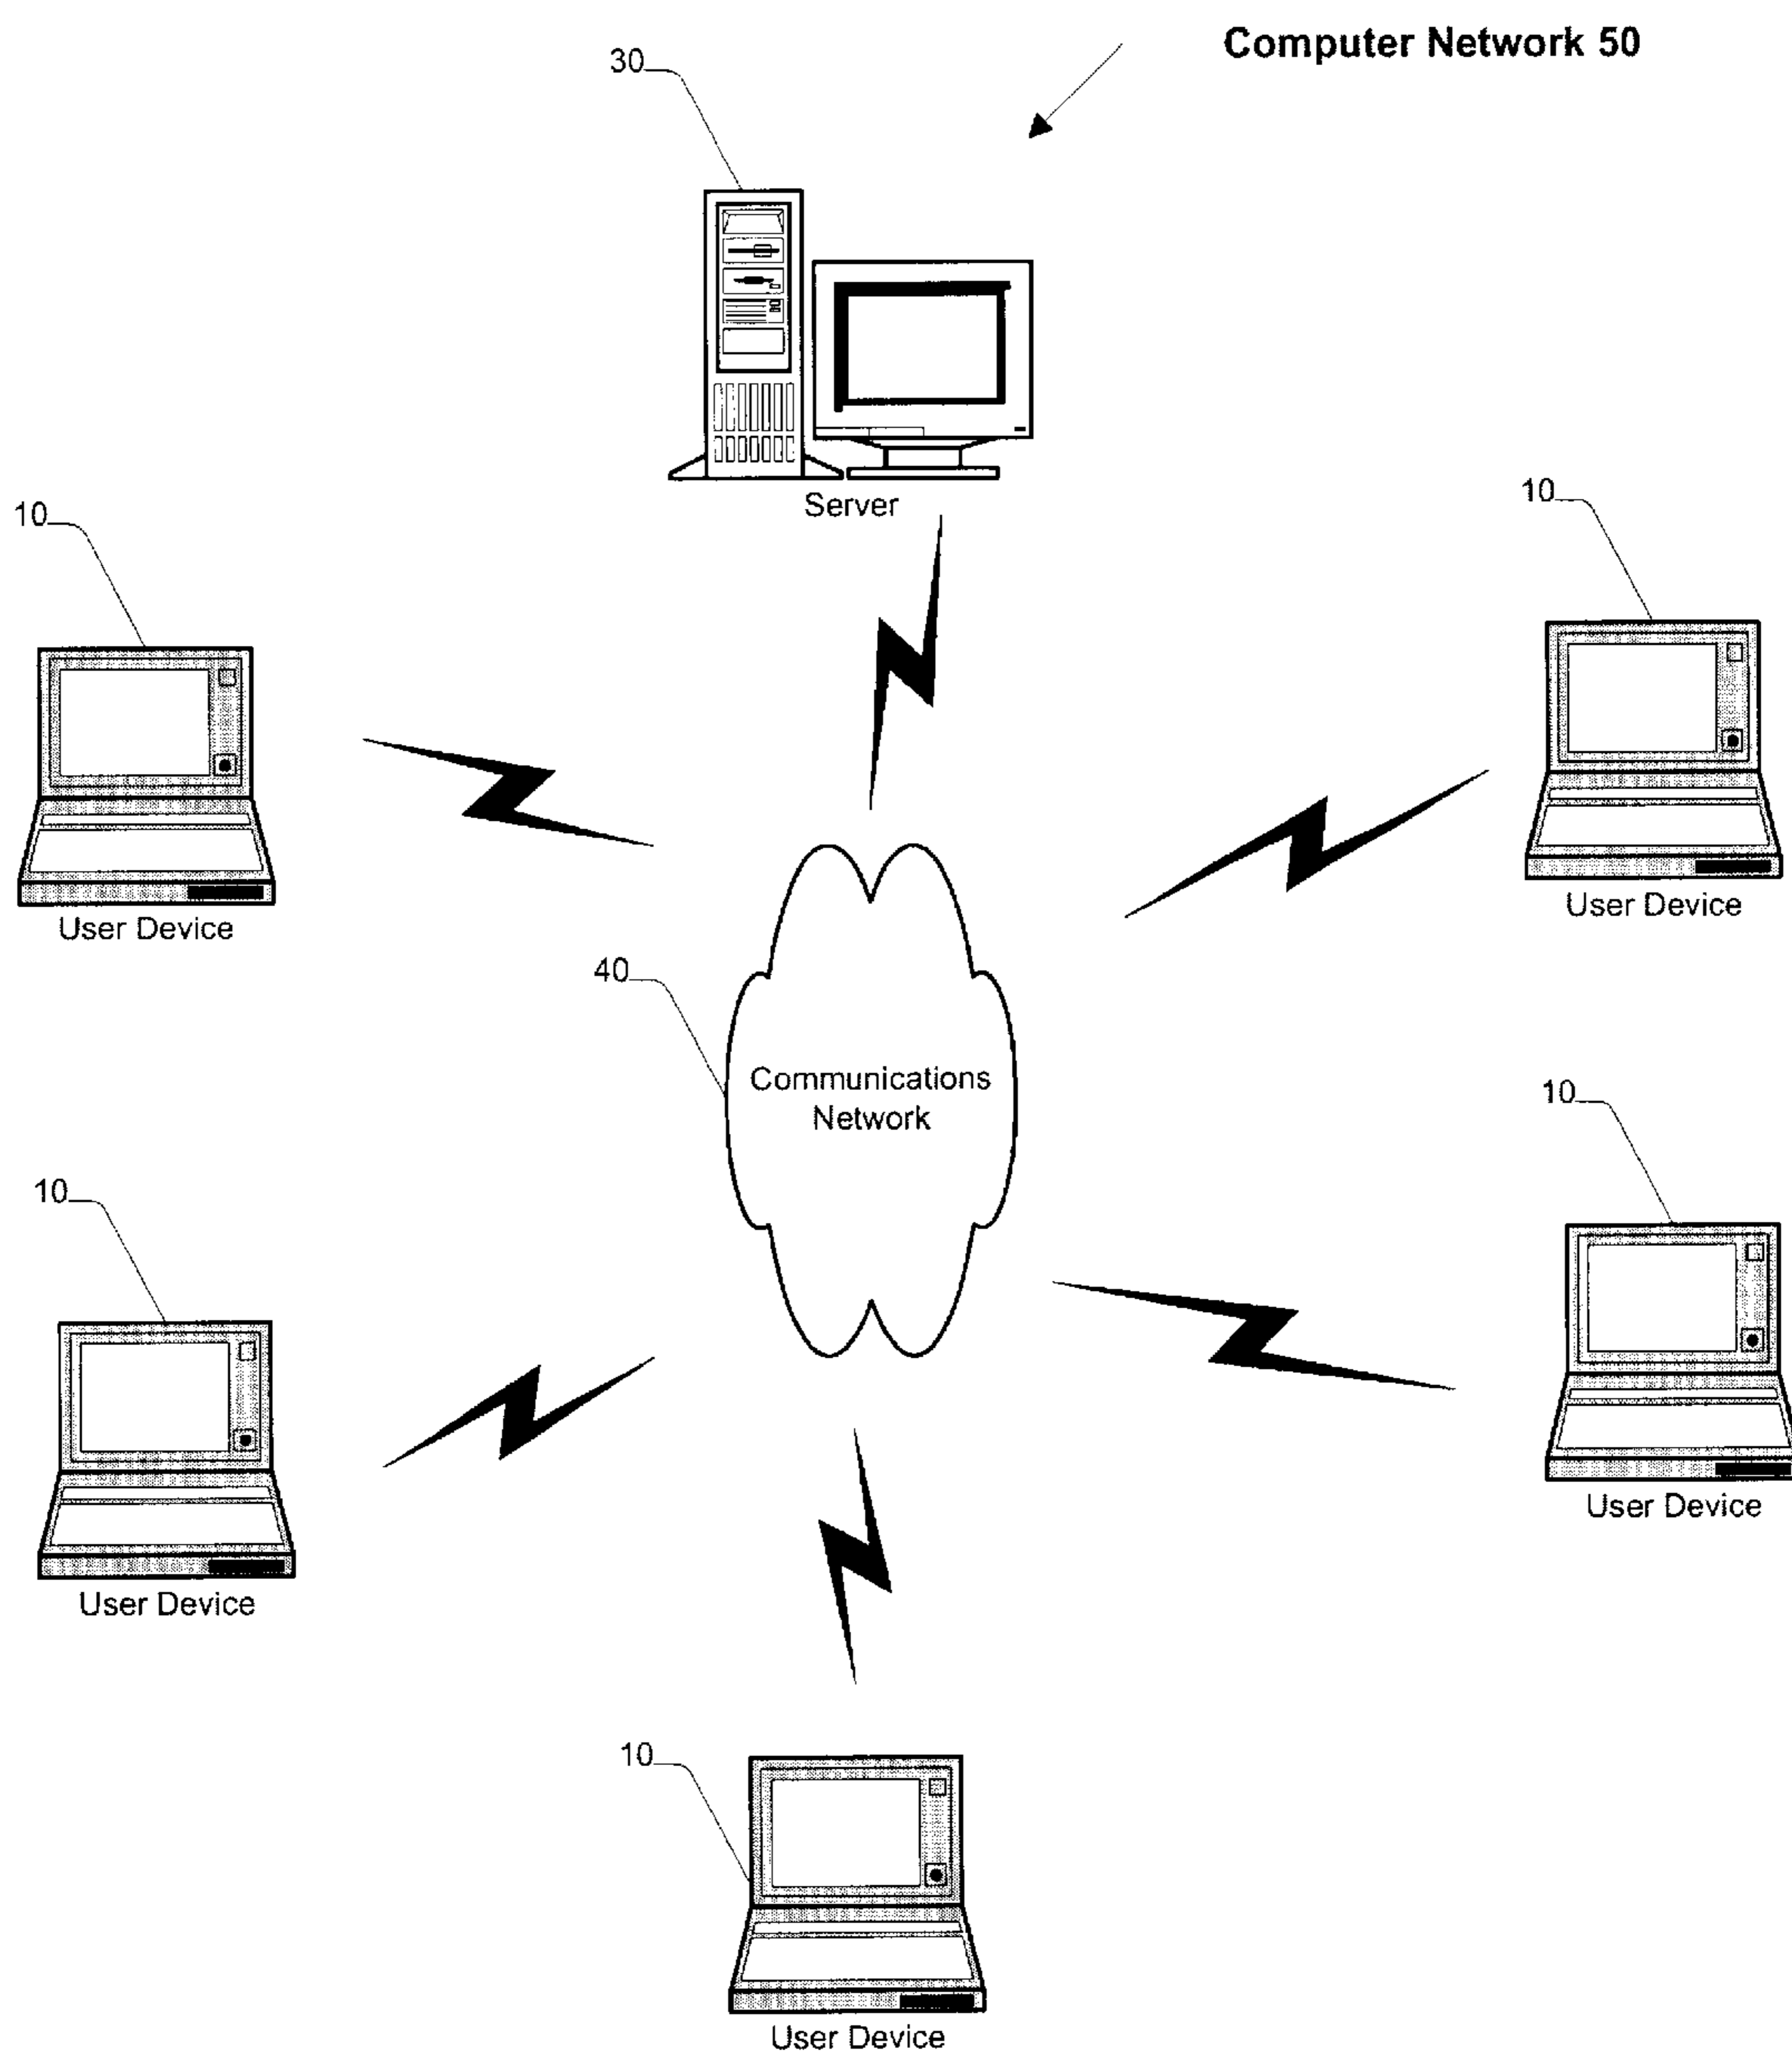 Computer Network 50
30
Server
10
User Device
10
User Device
40
Communications
Network
10
User Device
10
User Device
10
User Device